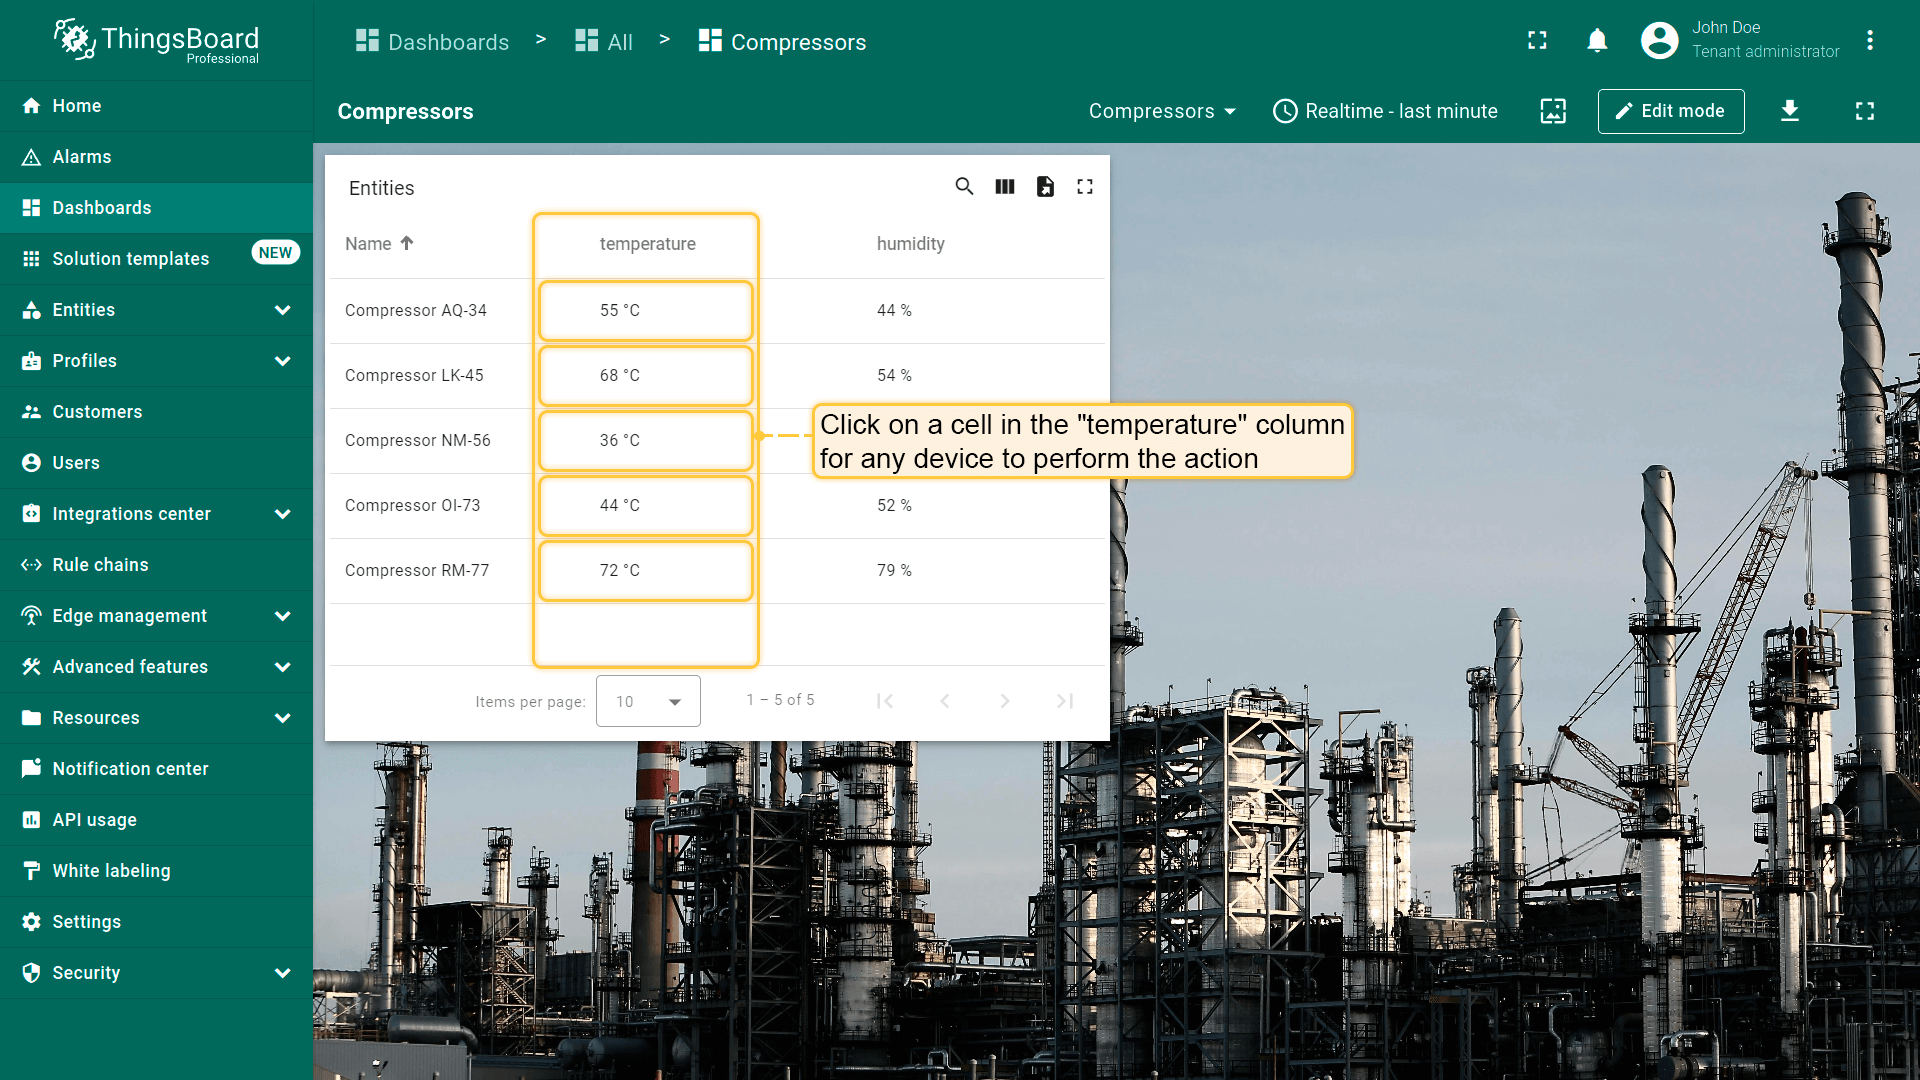 ThingsBoard
Professional
Dashboards > All > Compressors
John Doe
Tenant administrator
Compressors
Compressors
Realtime - last minute
Edit mode
Home
Alarms
Dashboards
Solution templates NEW
Entities
Profiles
Customers
Users
Integrations center
Rule chains
Edge management
Advanced features
Resources
Notification center
API usage
White labeling
Settings
Security
Entities
Name temperature humidity
Compressor AQ-34 55 °C 44 %
Compressor LK-45 68 °C 54 %
Compressor NM-56 36 °C
Compressor OI-73 44 °C 52 %
Compressor RM-77 72 °C 79 %
Click on a cell in the "temperature" column
for any device to perform the action
Items per page: 10 1 – 5 of 5